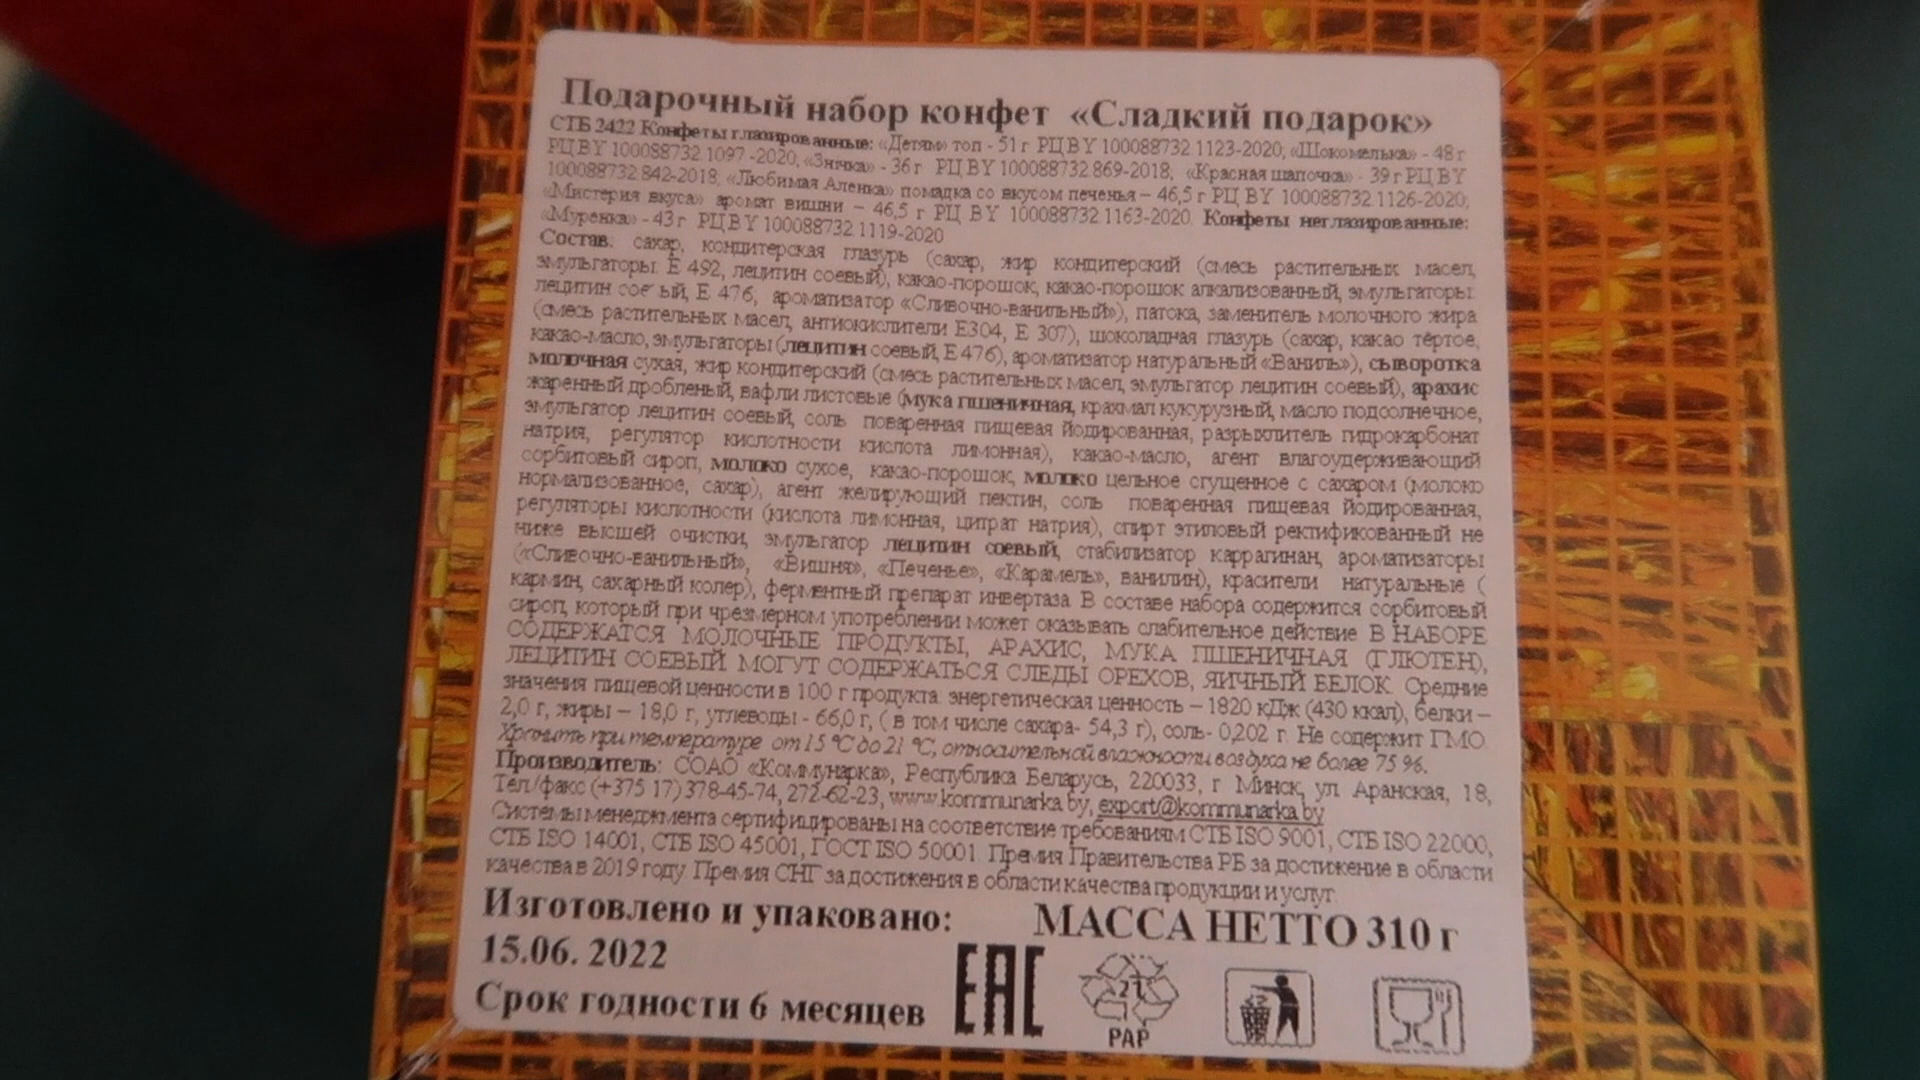 Подарочный набор конфет «Сладкий подарок»
СТБ 2422 Конфеты глазированные: «Детям» топ - 51 г РЦ BY 100088732.1123-2020, «Шокомелька» - 48 г
РЦ BY 100088732.1097 -2020, «Знічка» - 36 г РЦ BY 100088732.869-2018, «Красная шапочка» - 39 г РЦ BY
100088732.842-2018, «Любимая Аленка» помадка со вкусом печенья – 46,5 г РЦ BY 100088732.1126-2020,
«Мистерия вкуса» аромат вишни – 46,5 г РЦ BY 100088732.1163-2020. Конфеты неглазированные:
«Муренка» - 43 г РЦ BY 100088732.1119-2020
Состав: сахар, кондитерская глазурь (сахар, жир кондитерский (смесь растительных масел,
эмульгаторы: Е 492, лецитин соевый), какао-порошок, какао-порошок алкализованный, эмульгаторы:
лецитин соевый, Е 476, ароматизатор «Сливочно-ванильный»), патока, заменитель молочного жира
(смесь растительных масел, антиокислители Е304, Е 307), шоколадная глазурь (сахар, какао тёртое,
какао-масло, эмульгаторы (лецитин соевый, Е 476), ароматизатор натуральный «Ваниль»), сыворотка
молочная сухая, жир кондитерский (смесь растительных масел, эмульгатор лецитин соевый), арахис
жаренный дробленый, вафли листовые (мука пшеничная, крахмал кукурузный, масло подсолнечное,
эмульгатор лецитин соевый, соль поваренная пищевая йодированная, разрыхлитель гидрокарбонат
натрия, регулятор кислотности кислота лимонная), какао-масло, агент влагоудерживающий
сорбитовый сироп, молоко сухое, какао-порошок, молоко цельное сгущенное с сахаром (молоко
нормализованное, сахар), агент желирующий пектин, соль поваренная пищевая йодированная,
регуляторы кислотности (кислота лимонная, цитрат натрия), спирт этиловый ректификованный не
ниже высшей очистки, эмульгатор лецитин соевый, стабилизатор каррагинан, ароматизаторы
(«Сливочно-ванильный», «Вишня», «Печенье», «Карамель», ванилин), красители натуральные (
кармин, сахарный колер), ферментный препарат инвертаза. В составе набора содержится сорбитовый
сироп, который при чрезмерном употреблении может оказывать слабительное действие. В НАБОРЕ
СОДЕРЖАТСЯ МОЛОЧНЫЕ ПРОДУКТЫ, АРАХИС, МУКА ПШЕНИЧНАЯ (ГЛЮТЕН),
ЛЕЦИТИН СОЕВЫЙ. МОГУТ СОДЕРЖАТЬСЯ СЛЕДЫ ОРЕХОВ, ЯИЧНЫЙ БЕЛОК. Средние
значения пищевой ценности в 100 г продукта: энергетическая ценность – 1820 кДж (430 ккал), белки –
2,0 г, жиры – 18,0 г, углеводы - 66,0 г, ( в том числе сахара- 54,3 г), соль- 0,202 г. Не содержит ГМО.
Хранить при температуре от 15 °C до 21 °C, относительной влажности воздуха не более 75 %.
Производитель: СОАО «Коммунарка», Республика Беларусь, 220033, г. Минск, ул. Аранская, 18,
Тел./факс (+375 17) 378-45-74, 272-62-23, www.kommunarka.by, export@kommunarka.by
Системы менеджмента сертифицированы на соответствие требованиям СТБ ISO 9001, СТБ ISO 22000,
СТБ ISO 14001, СТБ ISO 45001, ГОСТ ISO 50001. Премия Правительства РБ за достижение в области
качества в 2019 году. Премия СНГ за достижения в области качества продукции и услуг.
Изготовлено и упаковано: МАССА НЕТТО 310 г
15.06. 2022
Срок годности 6 месяцев
EAC
21
PAP